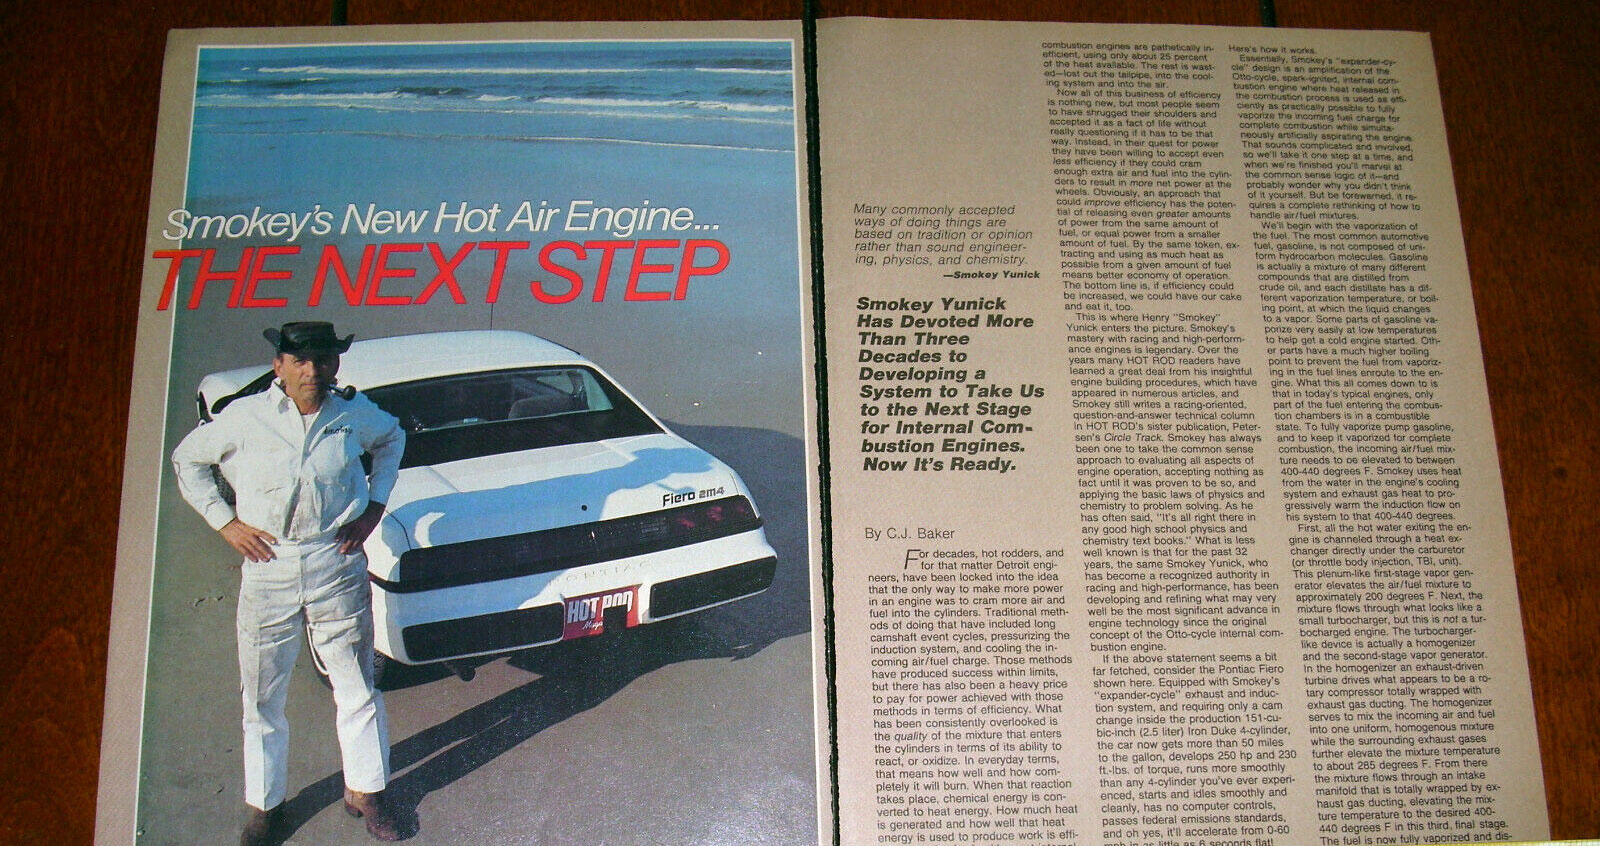 Smokey's New Hot Air Engine...
THE NEXT STEP
Smokey
Fiero 2M4
PONTIAC
HOT ROD
Magazine
Many commonly accepted
ways of doing things are
based on tradition or opinion
rather than sound engineer-
ing, physics, and chemistry.
—Smokey Yunick
Smokey Yunick
Has Devoted More
Than Three
Decades to
Developing a
System to Take Us
to the Next Stage
for Internal Com-
bustion Engines.
Now It's Ready.
By C.J. Baker
For decades, hot rodders, and
for that matter Detroit engi-
neers, have been locked into the idea
that the only way to make more power
in an engine was to cram more air and
fuel into the cylinders. Traditional meth-
ods of doing that have included long
camshaft event cycles, pressurizing the
induction system, and cooling the in-
coming air/fuel charge. Those methods
have produced success within limits,
but there has also been a heavy price
to pay for power achieved with those
methods in terms of efficiency. What
has been consistently overlooked is
the quality of the mixture that enters
the cylinders in terms of its ability to
react, or oxidize. In everyday terms,
that means how well and how com-
pletely it will burn. When that reaction
takes place, chemical energy is con-
verted to heat energy. How much heat
is generated and how well that heat
energy is used to produce work is effi-
combustion engines are pathetically in-
efficient, using only about 25 percent
of the heat available. The rest is wast-
ed—lost out the tailpipe, into the cool-
ing system and into the air.
Now all of this business of efficiency
is nothing new, but most people seem
to have shrugged their shoulders and
accepted it as a fact of life without
really questioning if it has to be that
way. Instead, in their quest for power
they have been willing to accept even
less efficiency if they could cram
enough extra air and fuel into the cylin-
ders to result in more net power at the
wheels. Obviously, an approach that
could improve efficiency has the poten-
tial of releasing even greater amounts
of power from the same amount of
fuel, or equal power from a smaller
amount of fuel. By the same token, ex-
tracting and using as much heat as
possible from a given amount of fuel
means better economy of operation.
The bottom line is, if efficiency could
be increased, we could have our cake
and eat it, too.
This is where Henry "Smokey"
Yunick enters the picture. Smokey's
mastery with racing and high-perform-
ance engines is legendary. Over the
years many HOT ROD readers have
learned a great deal from his insightful
engine building procedures, which have
appeared in numerous articles, and
Smokey still writes a racing-oriented,
question-and-answer technical column
in HOT ROD's sister publication, Peter-
sen's Circle Track. Smokey has always
been one to take the common sense
approach to evaluating all aspects of
engine operation, accepting nothing as
fact until it was proven to be so, and
applying the basic laws of physics and
chemistry to problem solving. As he
has often said, "It's all right there in
any good high school physics and
chemistry text books." What is less
well known is that for the past 32
years, the same Smokey Yunick, who
has become a recognized authority in
racing and high-performance, has been
developing and refining what may very
well be the most significant advance in
engine technology since the original
concept of the Otto-cycle internal com-
bustion engine.
If the above statement seems a bit
far fetched, consider the Pontiac Fiero
shown here. Equipped with Smokey's
"expander-cycle" exhaust and induc-
tion system, and requiring only a cam
change inside the production 151-cu-
bic-inch (2.5 liter) Iron Duke 4-cylinder,
the car now gets more than 50 miles
to the gallon, develops 250 hp and 230
ft.-lbs. of torque, runs more smoothly
than any 4-cylinder you've ever experi-
enced, starts and idles smoothly and
cleanly, has no computer controls,
passes federal emissions standards,
and oh yes, it'll accelerate from 0-60
mph in as little as 6 seconds flat!
Here's how it works.
Essentially, Smokey's "expander-cy-
cle" design is an amplification of the
Otto-cycle, spark-ignited, internal com-
bustion engine where heat released in
the combustion process is used as effi-
ciently as practically possible to fully
vaporize the incoming fuel charge for
complete combustion while simulta-
neously artificially aspirating the engine.
That sounds complicated and involved,
so we'll take it one step at a time, and
when we're finished you'll marvel at
the common sense logic of it—and
probably wonder why you didn't think
of it yourself. But be forewarned, it re-
quires a complete rethinking of how to
handle air/fuel mixtures.
We'll begin with the vaporization of
the fuel. The most common automotive
fuel, gasoline, is not composed of uni-
form hydrocarbon molecules. Gasoline
is actually a mixture of many different
compounds that are distilled from
crude oil, and each distillate has a dif-
ferent vaporization temperature, or boil-
ing point, at which the liquid changes
to a vapor. Some parts of gasoline va-
porize very easily at low temperatures
to help get a cold engine started. Oth-
er parts have a much higher boiling
point to prevent the fuel from vaporiz-
ing in the fuel lines enroute to the en-
gine. What this all comes down to is
that in today's typical engines, only
part of the fuel entering the combus-
tion chambers is in a combustible
state. To fully vaporize pump gasoline,
and to keep it vaporized for complete
combustion, the incoming air/fuel mix-
ture needs to be elevated to between
400-440 degrees F. Smokey uses heat
from the water in the engine's cooling
system and exhaust gas heat to pro-
gressively warm the induction flow on
his system to that 400-440 degrees.
First, all the hot water exiting the en-
gine is channeled through a heat ex-
changer directly under the carburetor
(or throttle body injection, TBI, unit).
This plenum-like first-stage vapor gen-
erator elevates the air/fuel mixture to
approximately 200 degrees F. Next, the
mixture flows through what looks like a
small turbocharger, but this is not a tur-
bocharged engine. The turbocharger-
like device is actually a homogenizer
and the second-stage vapor generator.
In the homogenizer an exhaust-driven
turbine drives what appears to be a ro-
tary compressor totally wrapped with
exhaust gas ducting. The homogenizer
serves to mix the incoming air and fuel
into one uniform, homogenous mixture
while the surrounding exhaust gases
further elevate the mixture temperature
to about 285 degrees F. From there
the mixture flows through an intake
manifold that is totally wrapped by ex-
haust gas ducting, elevating the mix-
ture temperature to the desired 400-
440 degrees F in this third, final stage.
The fuel is now fully vaporized and dis-